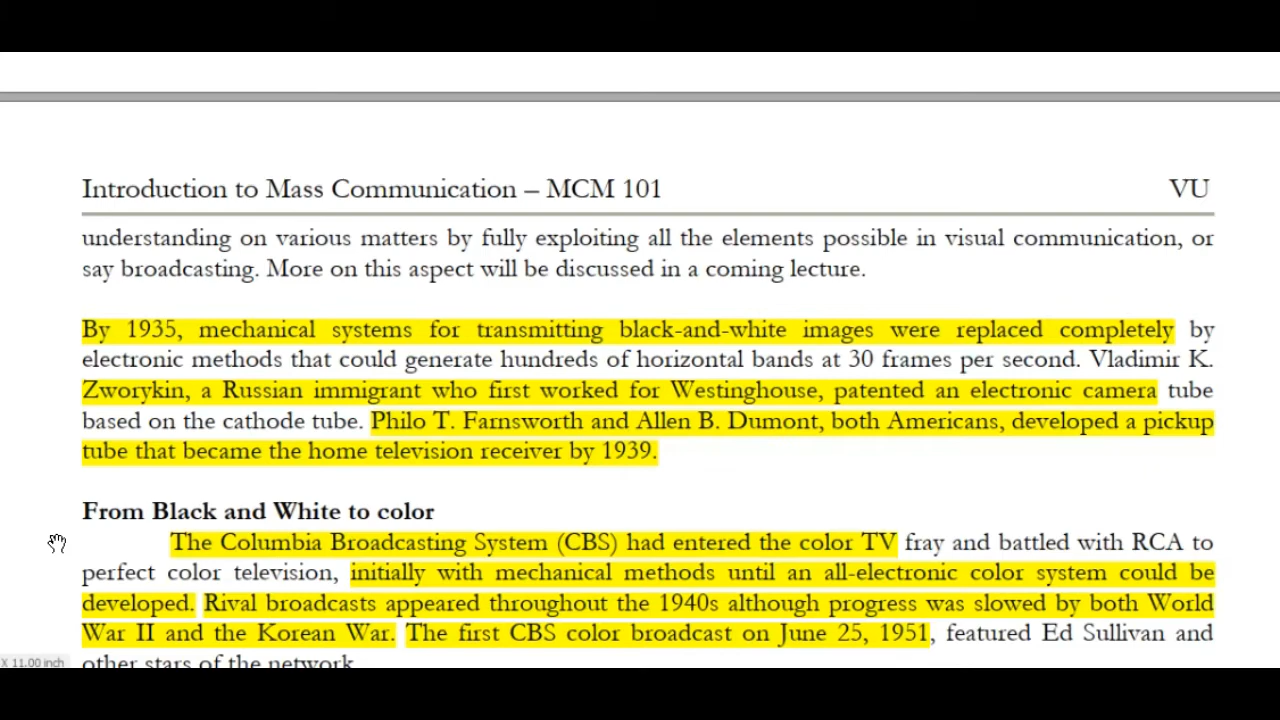 Introduction to Mass Communication – MCM 101 VU
understanding on various matters by fully exploiting all the elements possible in visual communication, or
say broadcasting. More on this aspect will be discussed in a coming lecture.
By 1935, mechanical systems for transmitting black-and-white images were replaced completely by
electronic methods that could generate hundreds of horizontal bands at 30 frames per second. Vladimir K.
Zworykin, a Russian immigrant who first worked for Westinghouse, patented an electronic camera tube
based on the cathode tube. Philo T. Farnsworth and Allen B. Dumont, both Americans, developed a pickup
tube that became the home television receiver by 1939.
From Black and White to color
The Columbia Broadcasting System (CBS) had entered the color TV fray and battled with RCA to
perfect color television, initially with mechanical methods until an all-electronic color system could be
developed. Rival broadcasts appeared throughout the 1940s although progress was slowed by both World
War II and the Korean War. The first CBS color broadcast on June 25, 1951, featured Ed Sullivan and
other stars of the network
X 11.00 inch